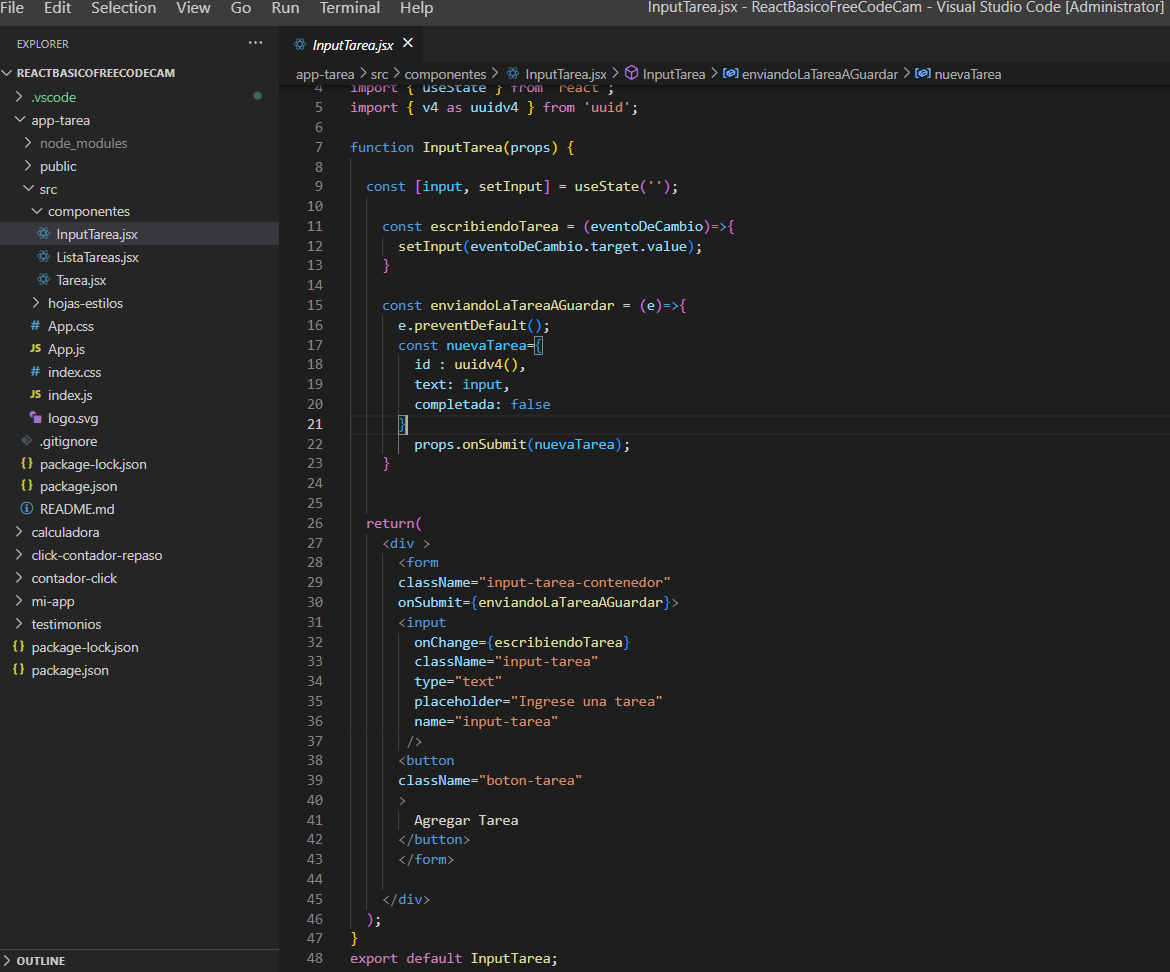 File Edit Selection View Go Run Terminal Help InputTarea.jsx - ReactBasicoFreeCodeCam - Visual Studio Code [Administrator]
EXPLORER ···
REACTBASICOFREECODECAM
.vscode
app-tarea
node_modules
public
src
componentes
InputTarea.jsx
ListaTareas.jsx
Tarea.jsx
hojas-estilos
# App.css
JS App.js
# index.css
JS index.js
logo.svg
.gitignore
{} package-lock.json
{} package.json
README.md
calculadora
click-contador-repaso
contador-click
mi-app
testimonios
{} package-lock.json
{} package.json
OUTLINE
InputTarea.jsx
app-tarea > src > componentes > InputTarea.jsx > InputTarea > enviandoLaTareaAGuardar > nuevaTarea
4 import { useState } from 'react';
5 import { v4 as uuidv4 } from 'uuid';
6
7 function InputTarea(props) {
8
9 const [input, setInput] = useState('');
10
11 const escribiendoTarea = (eventoDeCambio)=>{
12 setInput(eventoDeCambio.target.value);
13 }
14
15 const enviandoLaTareaAGuardar = (e)=>{
16 e.preventDefault();
17 const nuevaTarea={
18 id : uuidv4(),
19 text: input,
20 completada: false
21 }
22 props.onSubmit(nuevaTarea);
23 }
24
25
26 return(
27 <div >
28 <form
29 className="input-tarea-contenedor"
30 onSubmit={enviandoLaTareaAGuardar}>
31 <input
32 onChange={escribiendoTarea}
33 className="input-tarea"
34 type="text"
35 placeholder="Ingrese una tarea"
36 name="input-tarea"
37 />
38 <button
39 className="boton-tarea"
40 >
41 Agregar Tarea
42 </button>
43 </form>
44
45 </div>
46 );
47 }
48 export default InputTarea;